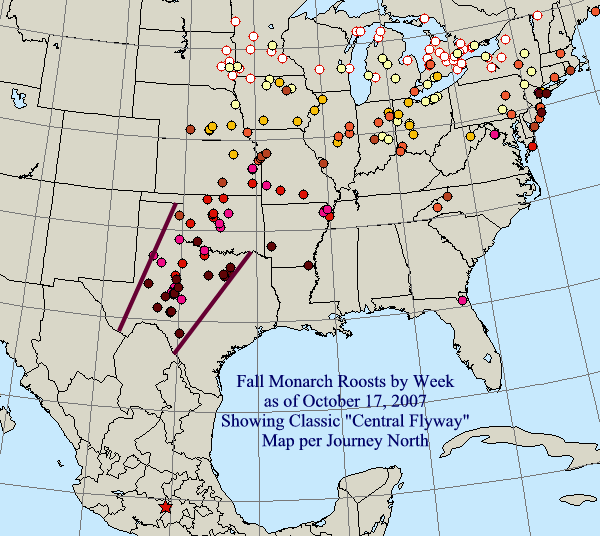 Fall Monarch Roosts by Week
as of October 17, 2007
Showing Classic "Central Flyway"
Map per Journey North